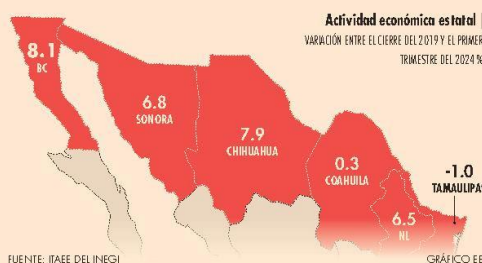 Actividad económica estatal |
VARIACIÓN ENTRE EL CIERRE DEL 2019 Y EL PRIMER
TRIMESTRE DEL 2024 %
8.1
BC
6.8
SONORA
7.9
CHIHUAHUA
0.3
COAHUILA
-1.0
TAMAULIPAS
6.5
NL
FUENTE: ITAEE DEL INEGI
GRÁFICO EE